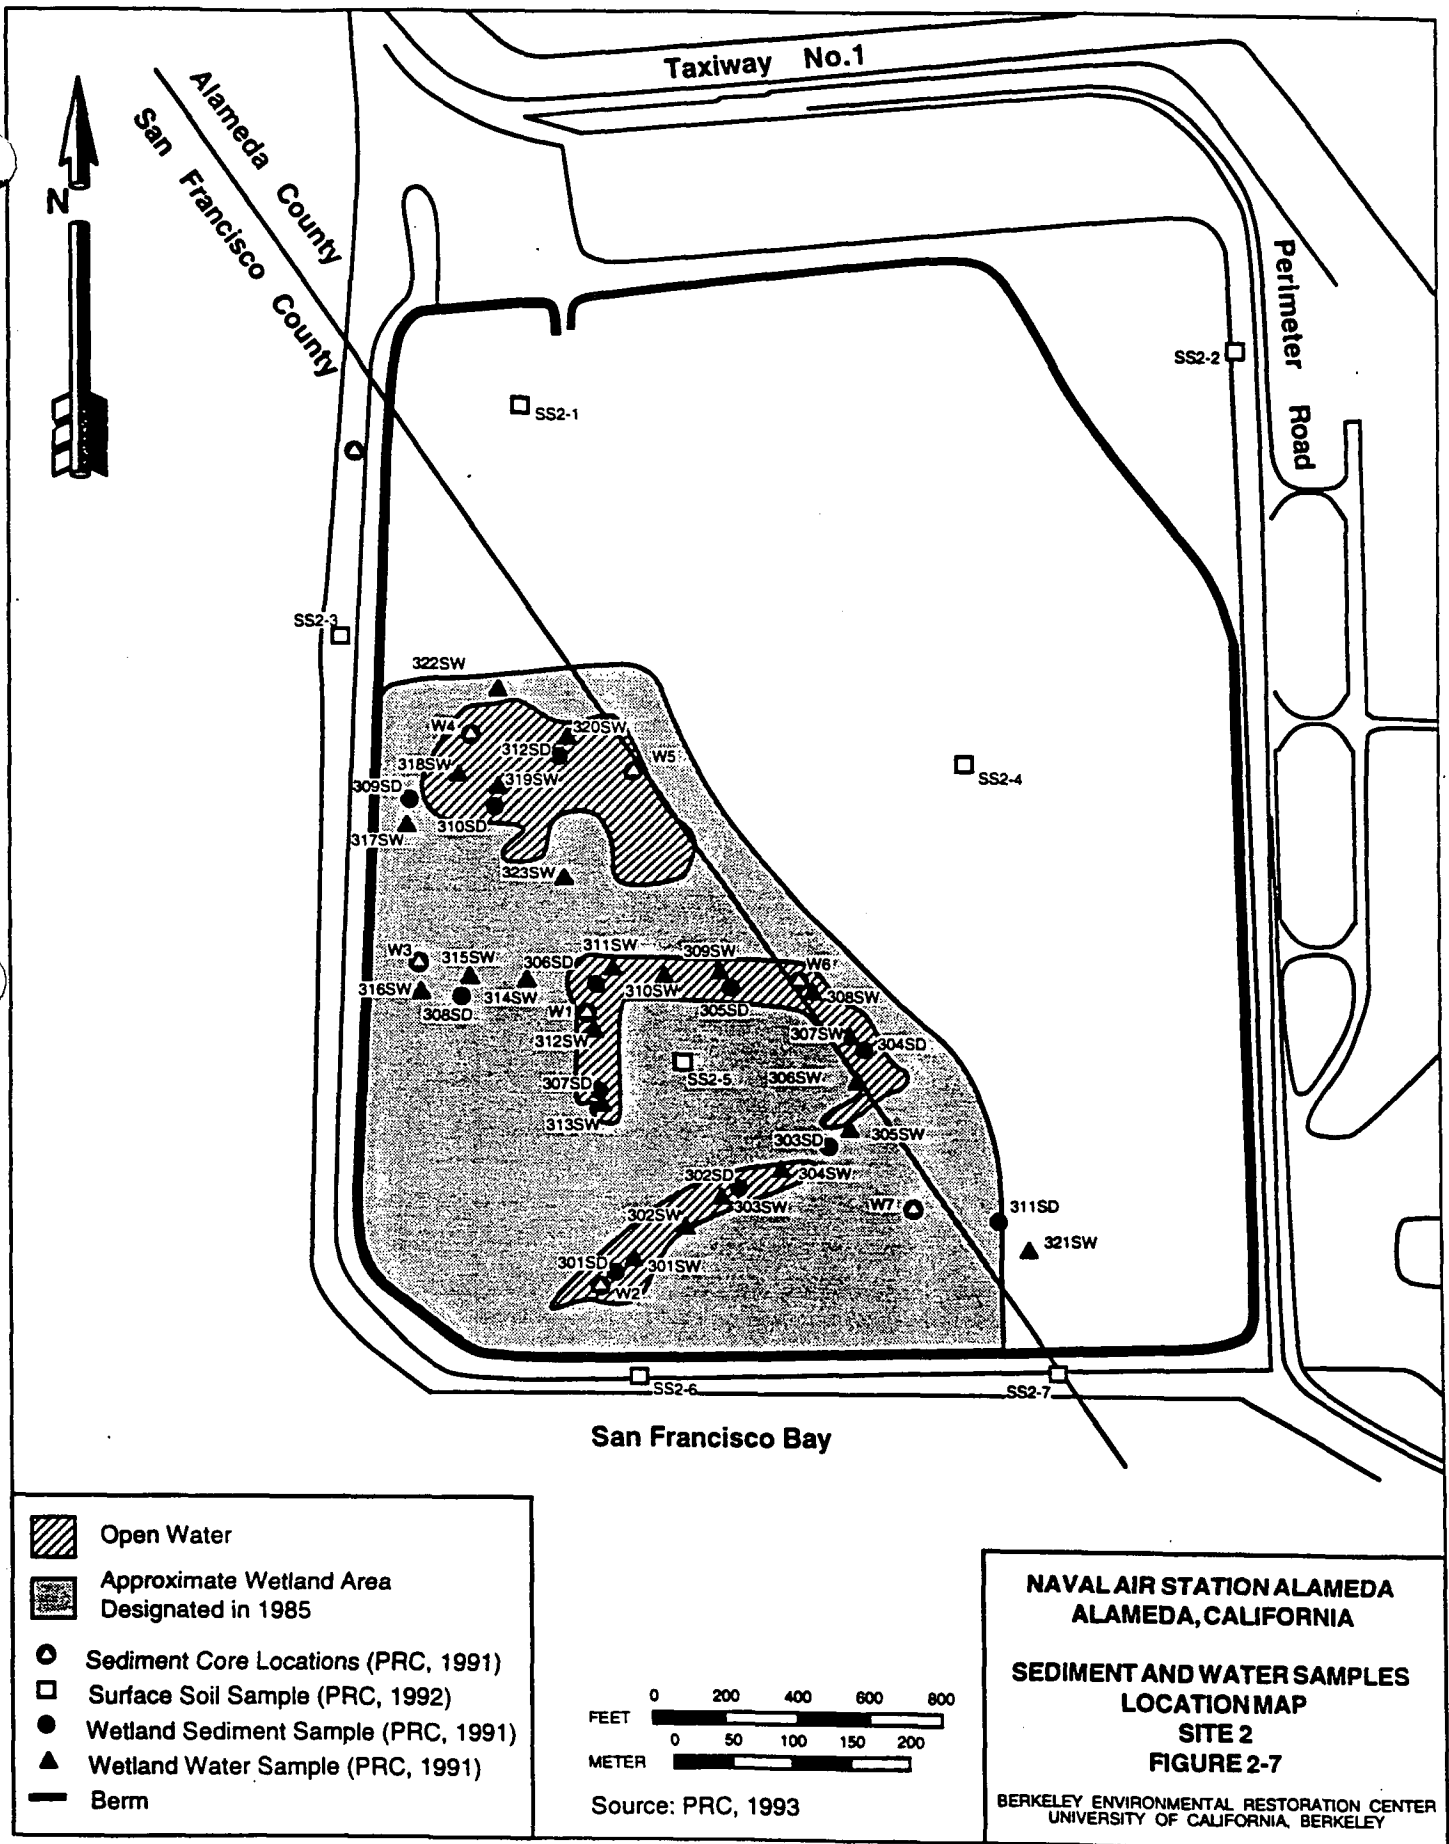 Taxiway No.1
Alameda County
San Francisco County
N
Perimeter Road
SS2-2
SS2-1
SS2-3
322SW
W4
320SW
312SD
W5
318SW
319SW
309SD
310SD
317SW
SS2-4
323SW
311SW
309SW
W3
315SW
306SD
W6
316SW
314SW
310SW
308SW
308SD
W1
305SD
312SW
307SW
304SD
SS2-5
306SW
307SD
313SW
303SD
305SW
302SD
304SW
303SW
W7
311SD
302SW
321SW
301SD
301SW
W2
SS2-6
SS2-7
San Francisco Bay
Open Water
Approximate Wetland Area
Designated in 1985
Sediment Core Locations (PRC, 1991)
Surface Soil Sample (PRC, 1992)
Wetland Sediment Sample (PRC, 1991)
Wetland Water Sample (PRC, 1991)
Berm
0 200 400 600 800
FEET
0 50 100 150 200
METER
Source: PRC, 1993
NAVAL AIR STATION ALAMEDA
ALAMEDA, CALIFORNIA
SEDIMENT AND WATER SAMPLES
LOCATION MAP
SITE 2
FIGURE 2-7
BERKELEY ENVIRONMENTAL RESTORATION CENTER
UNIVERSITY OF CALIFORNIA, BERKELEY